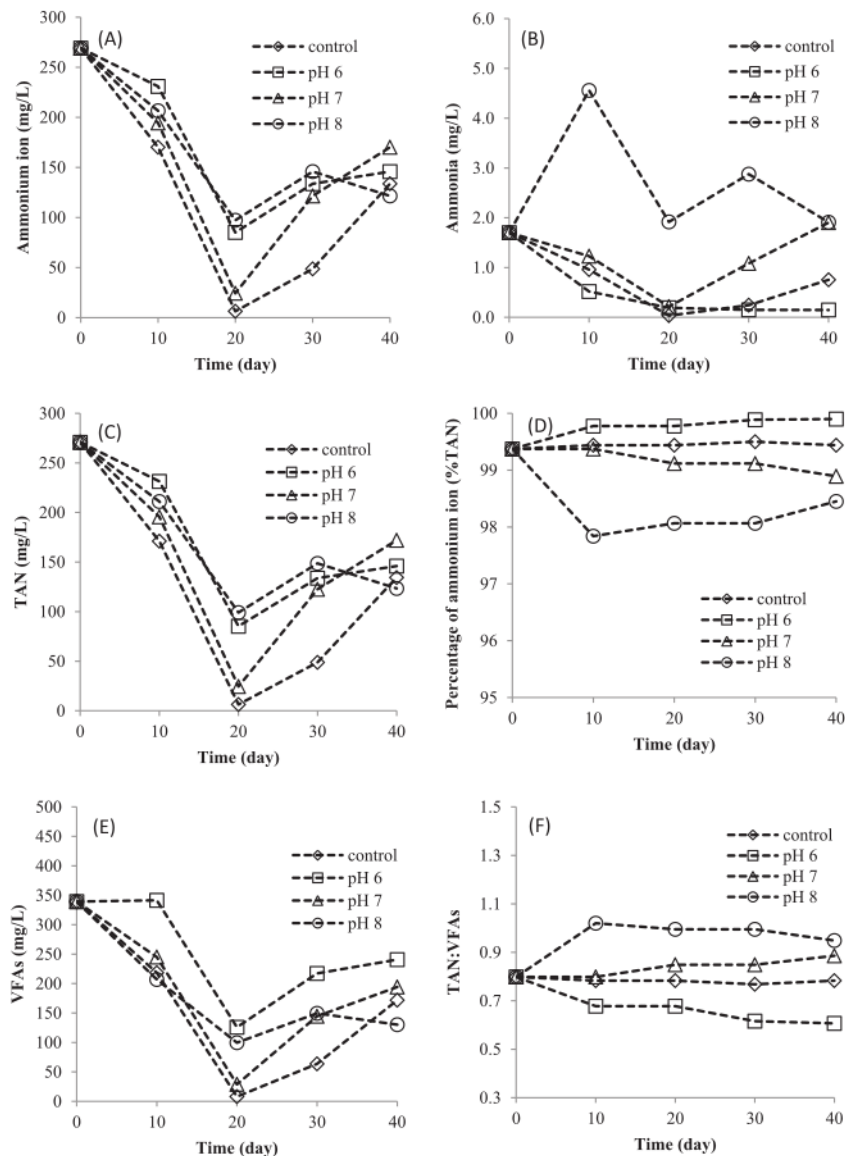 300
250
200
150
100
50
0
Ammonium ion (mg/L)
(A)
control
pH 6
pH 7
pH 8
0 10 20 30 40
Time (day)
6.0
5.0
4.0
3.0
2.0
1.0
0.0
Ammonia (mg/L)
(B)
control
pH 6
pH 7
pH 8
0 10 20 30 40
Time (day)
300
250
200
150
100
50
0
TAN (mg/L)
(C)
control
pH 6
pH 7
pH 8
0 10 20 30 40
Time (day)
100
99
98
97
96
95
Percentage of ammonium ion (%TAN)
(D)
control
pH 6
pH 7
pH 8
0 10 20 30 40
Time (day)
500
450
400
350
300
250
200
150
100
50
0
VFAs (mg/L)
(E)
control
pH 6
pH 7
pH 8
0 10 20 30 40
Time (day)
1.5
1.3
1.1
0.9
0.7
0.5
0.3
TAN:VFAs
(F)
control
pH 6
pH 7
pH 8
0 10 20 30 40
Time (day)